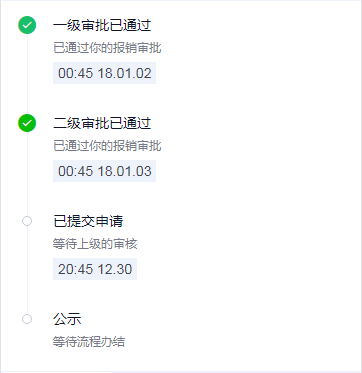 一级审批已通过
已通过你的报销审批
00:45 18.01.02
二级审批已通过
已通过你的报销审批
00:45 18.01.03
已提交申请
等待上级的审核
20:45 12.30
公示
等待流程办结